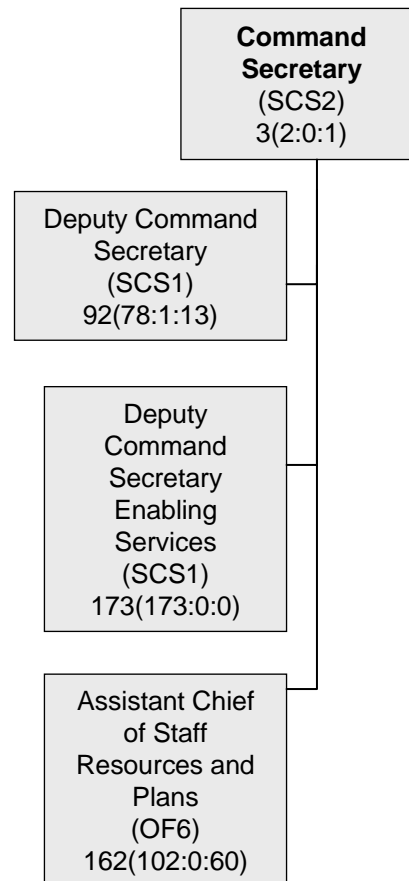 Command
Secretary
(SCS2)
3(2:0:1)
Deputy Command
Secretary
(SCS1)
92(78:1:13)
Deputy
Command
Secretary
Enabling
Services
(SCS1)
173(173:0:0)
Assistant Chief
of Staff
Resources and
Plans
(OF6)
162(102:0:60)